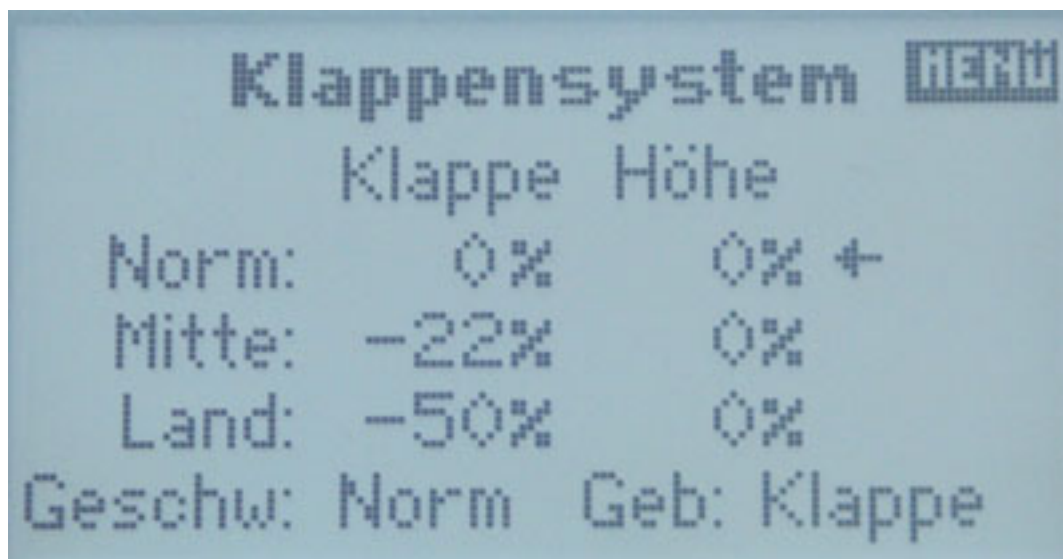 Klappensystem MENU
Klappe Höhe
Norm: 0% 0% ←
Mitte: -22% 0%
Land: -50% 0%
Geschw: Norm Geb: Klappe